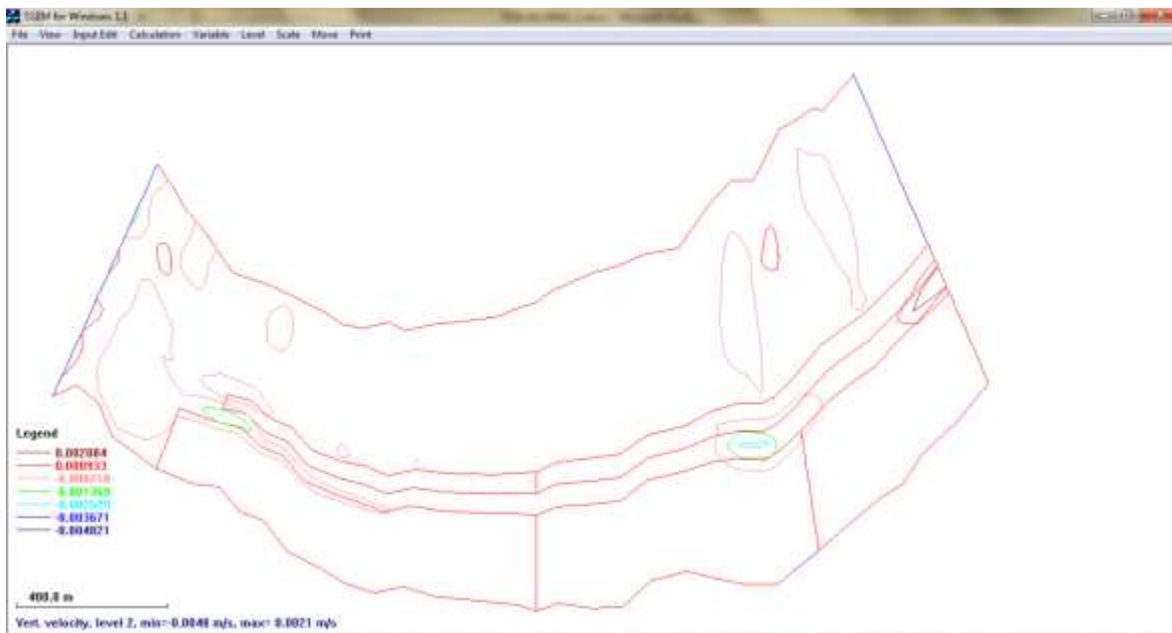 SSIIM for Windows 1.1
File View Input Edit Calculation Variable Level Scale Move Print
Legend
0.002084
0.000933
-0.000218
-0.001369
-0.002520
-0.003671
-0.004821
400.0 m
Vert. velocity, level 2, min=-0.0048 m/s, max= 0.0021 m/s